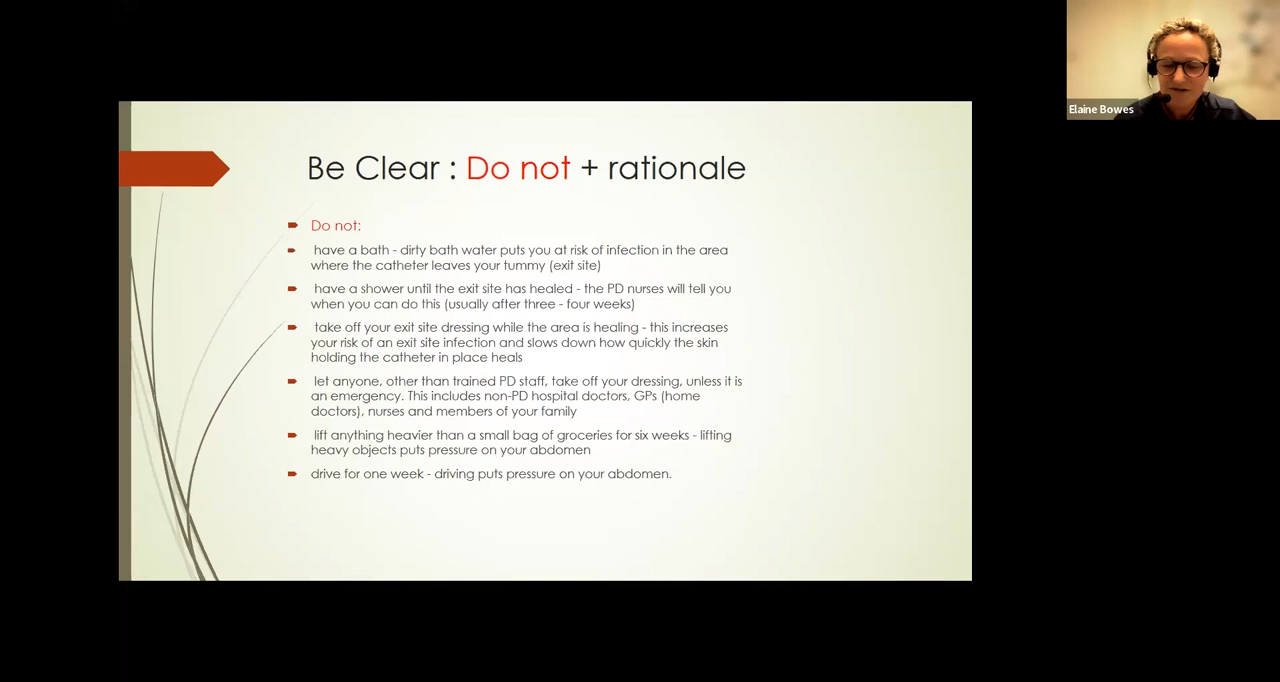 Elaine Bowes
Be Clear : Do not + rationale
Do not:
have a bath - dirty bath water puts you at risk of infection in the area
where the catheter leaves your tummy (exit site)
have a shower until the exit site has healed - the PD nurses will tell you
when you can do this (usually after three - four weeks)
take off your exit site dressing while the area is healing - this increases
your risk of an exit site infection and slows down how quickly the skin
holding the catheter in place heals
let anyone, other than trained PD staff, take off your dressing, unless it is
an emergency. This includes non-PD hospital doctors, GPs (home
doctors), nurses and members of your family
lift anything heavier than a small bag of groceries for six weeks - lifting
heavy objects puts pressure on your abdomen
drive for one week - driving puts pressure on your abdomen.